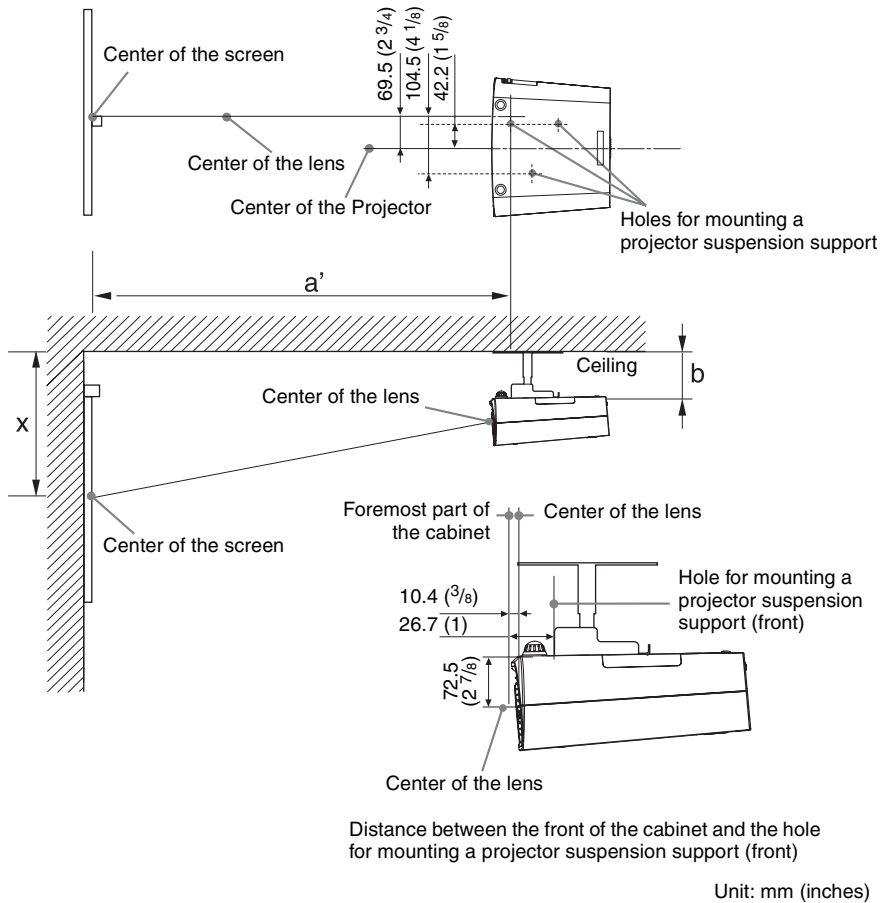 69.5 (2 3/4)
104.5 (4 1/8)
42.2 (1 5/8)
Center of the screen
Center of the lens
Center of the Projector
Holes for mounting a
projector suspension support
a’
Ceiling
b
Center of the lens
x
Center of the screen
Foremost part of
the cabinet
Center of the lens
10.4 (3/8)
26.7 (1)
Hole for mounting a
projector suspension
support (front)
72.5
(2 7/8)
Center of the lens
Distance between the front of the cabinet and the hole
for mounting a projector suspension support (front)
Unit: mm (inches)